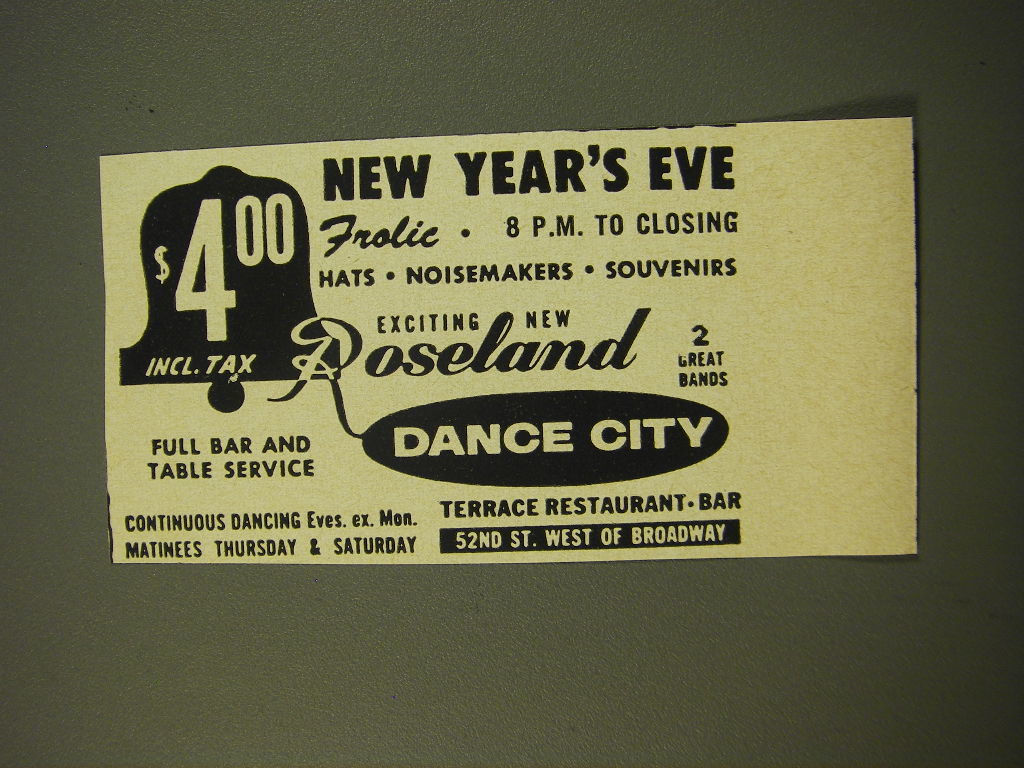 $4.00
INCL. TAX
NEW YEAR'S EVE
Frolic • 8 P.M. TO CLOSING
HATS • NOISEMAKERS • SOUVENIRS
EXCITING NEW
Roseland
2
GREAT
BANDS
DANCE CITY
FULL BAR AND
TABLE SERVICE
CONTINUOUS DANCING Eves. ex. Mon.
MATINEES THURSDAY & SATURDAY
TERRACE RESTAURANT • BAR
52ND ST. WEST OF BROADWAY